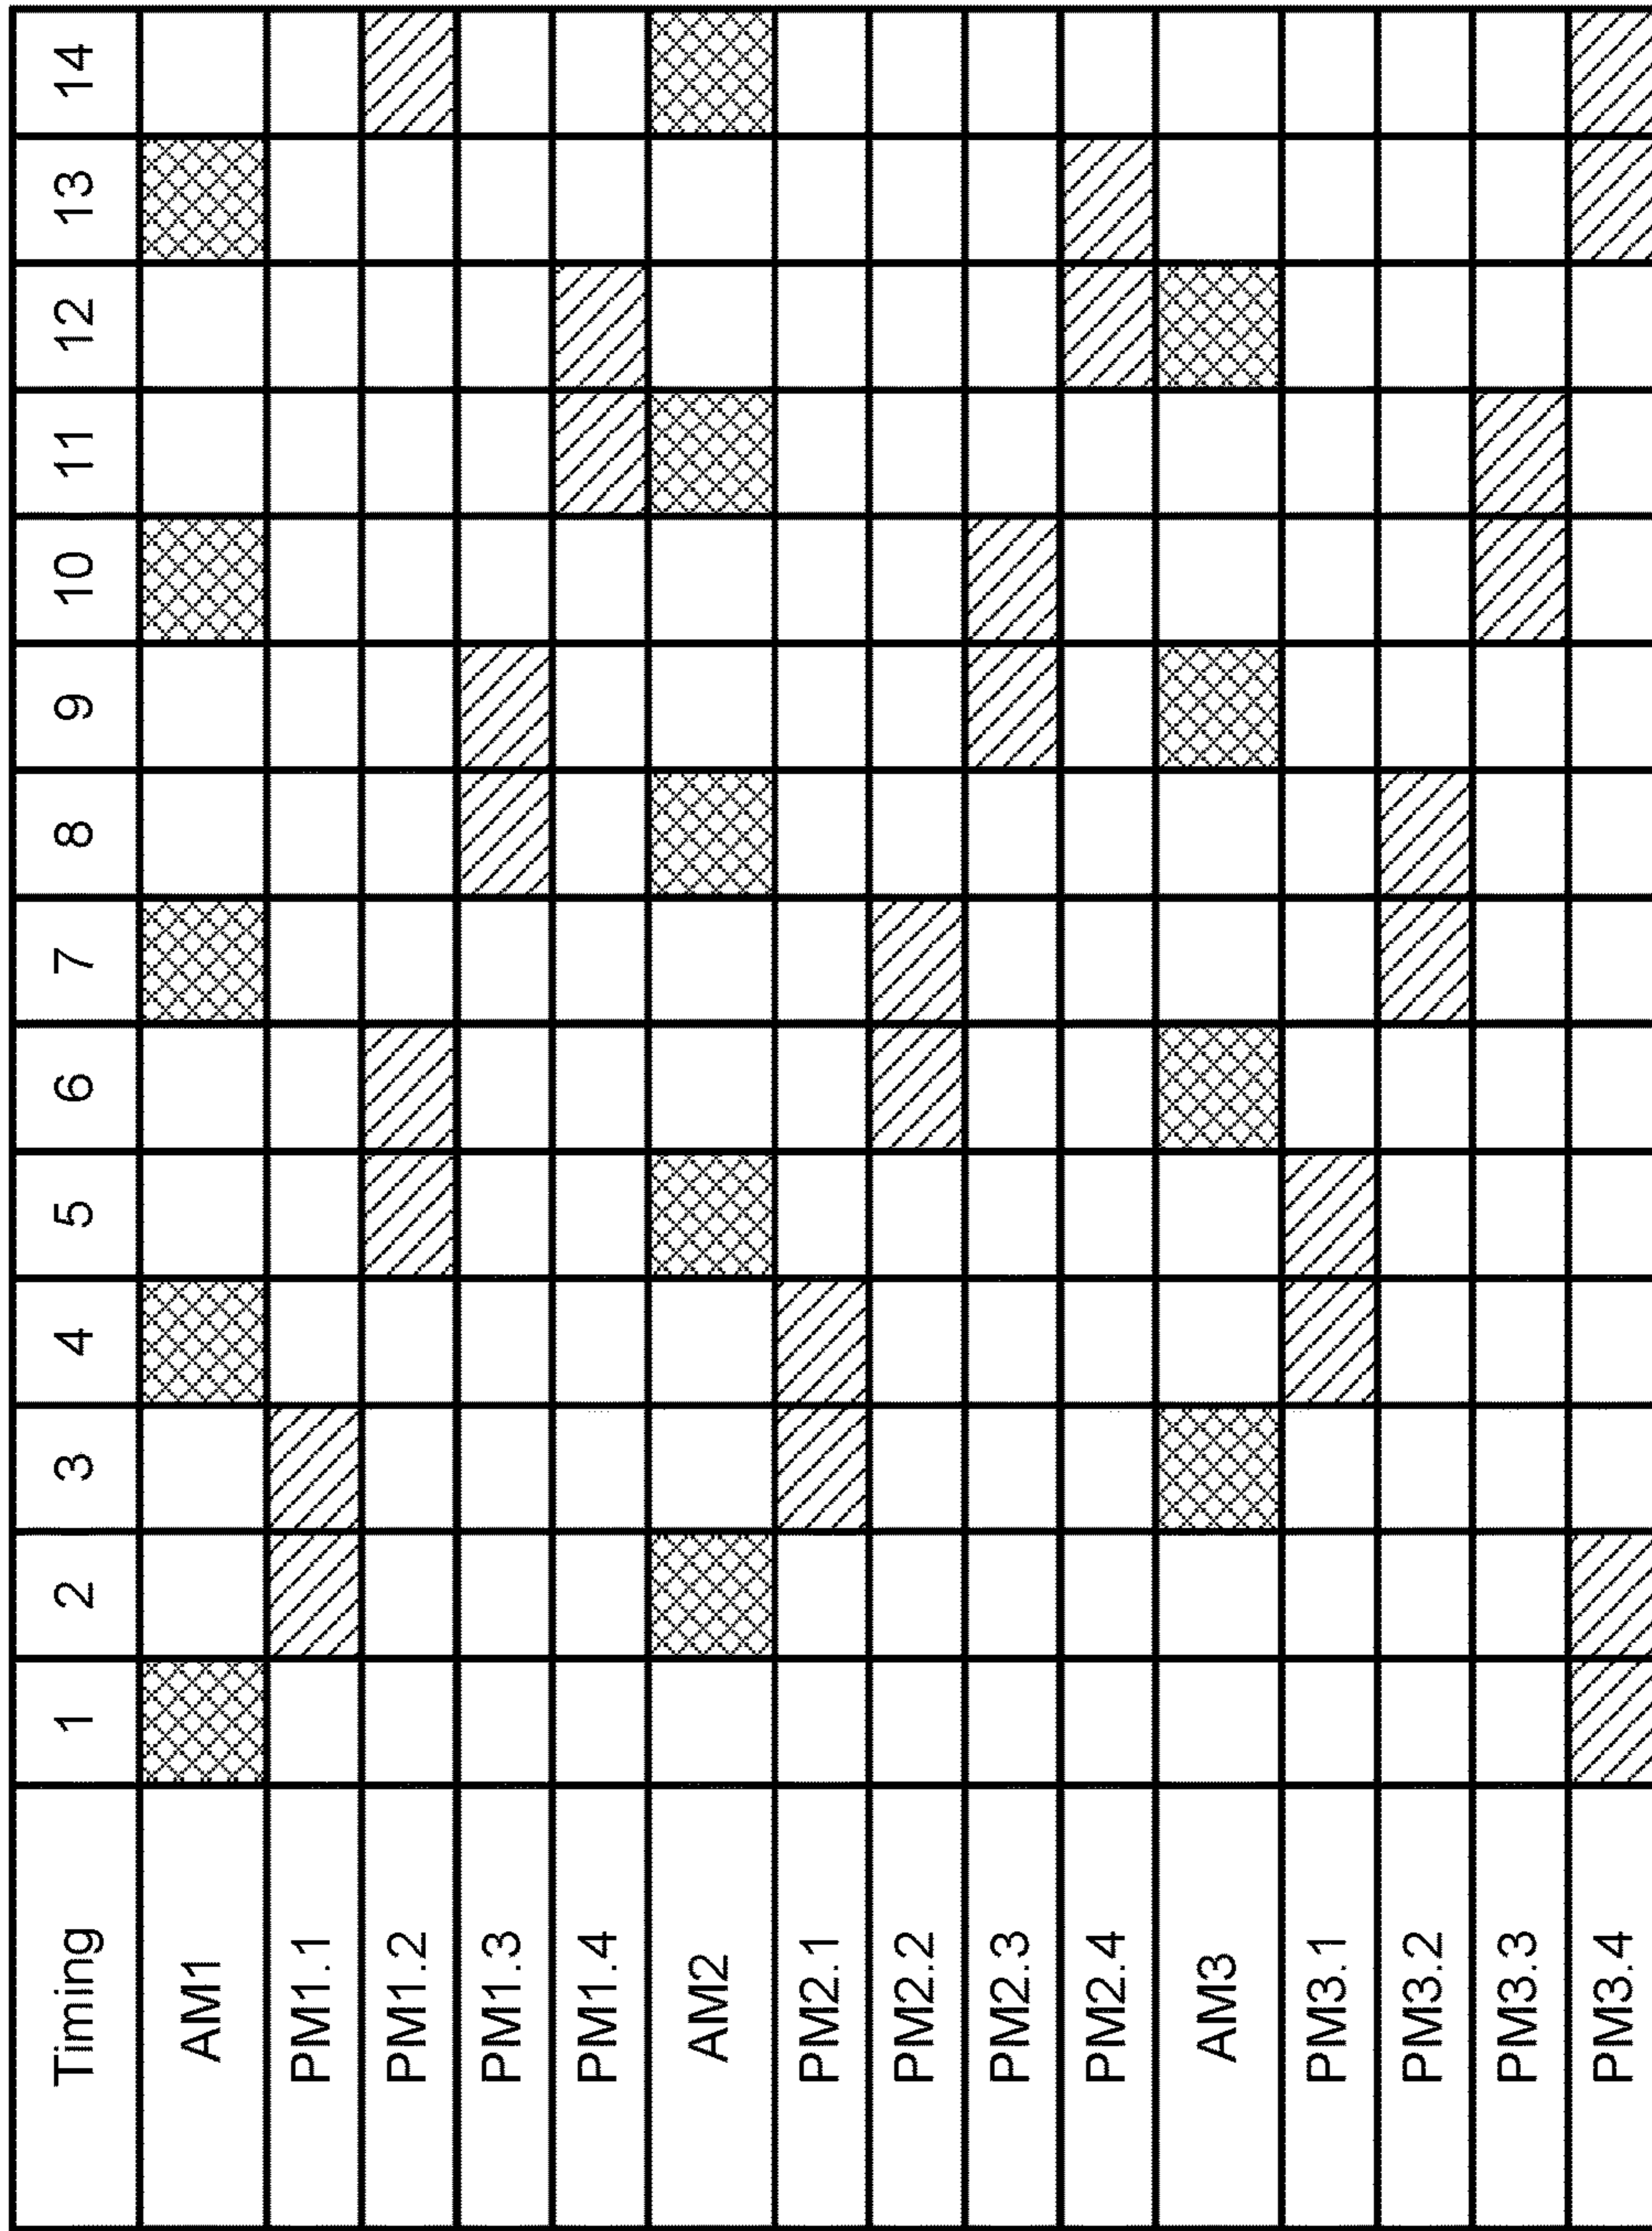 Timing 1 2 3 4 5 6 7 8 9 10 11 12 13 14
AM1
PM1.1
PM1.2
PM1.3
PM1.4
AM2
PM2.1
PM2.2
PM2.3
PM2.4
AM3
PM3.1
PM3.2
PM3.3
PM3.4